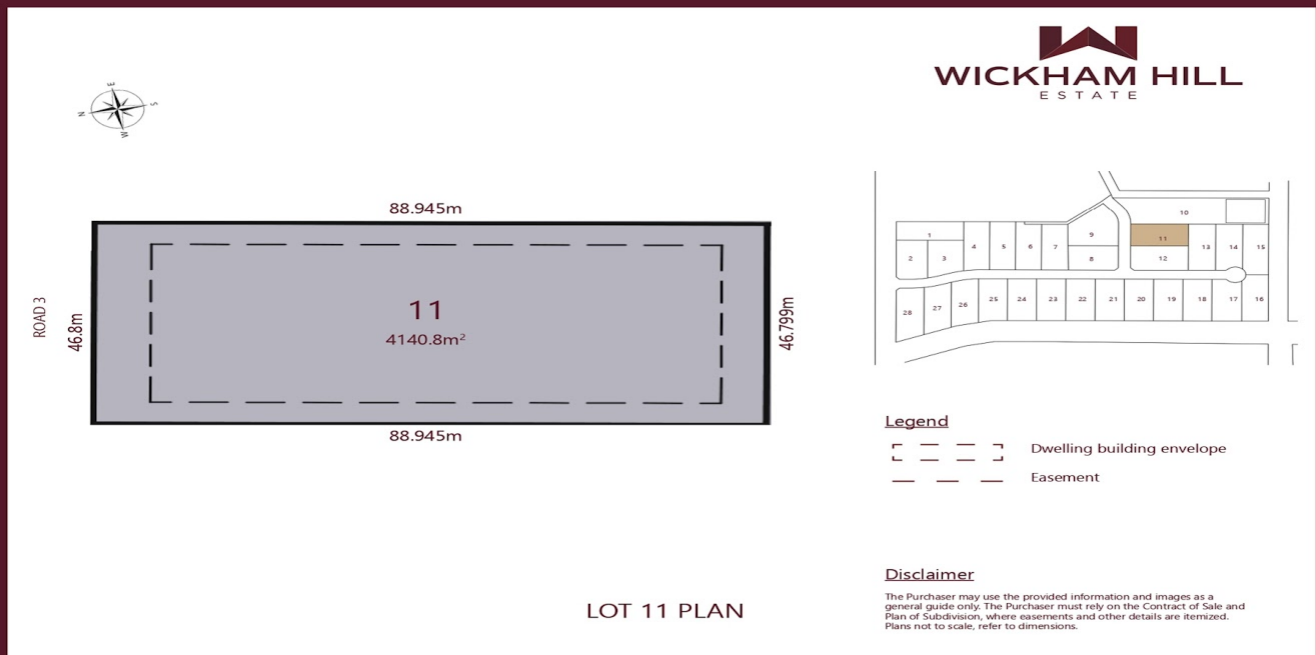 WICKHAM HILL
ESTATE
E
S
N
W
88.945m
ROAD 3
46.8m
11
4140.8m²
46.799m
88.945m
LOT 11 PLAN
1
2
3
4
5
6
7
8
9
10
11
12
13
14
15
16
17
18
19
20
21
22
23
24
25
26
27
28
Legend
Dwelling building envelope
Easement
Disclaimer
The Purchaser may use the provided information and images as a
general guide only. The Purchaser must rely on the Contract of Sale and
Plan of Subdivision, where easements and other details are itemized.
Plans not to scale, refer to dimensions.